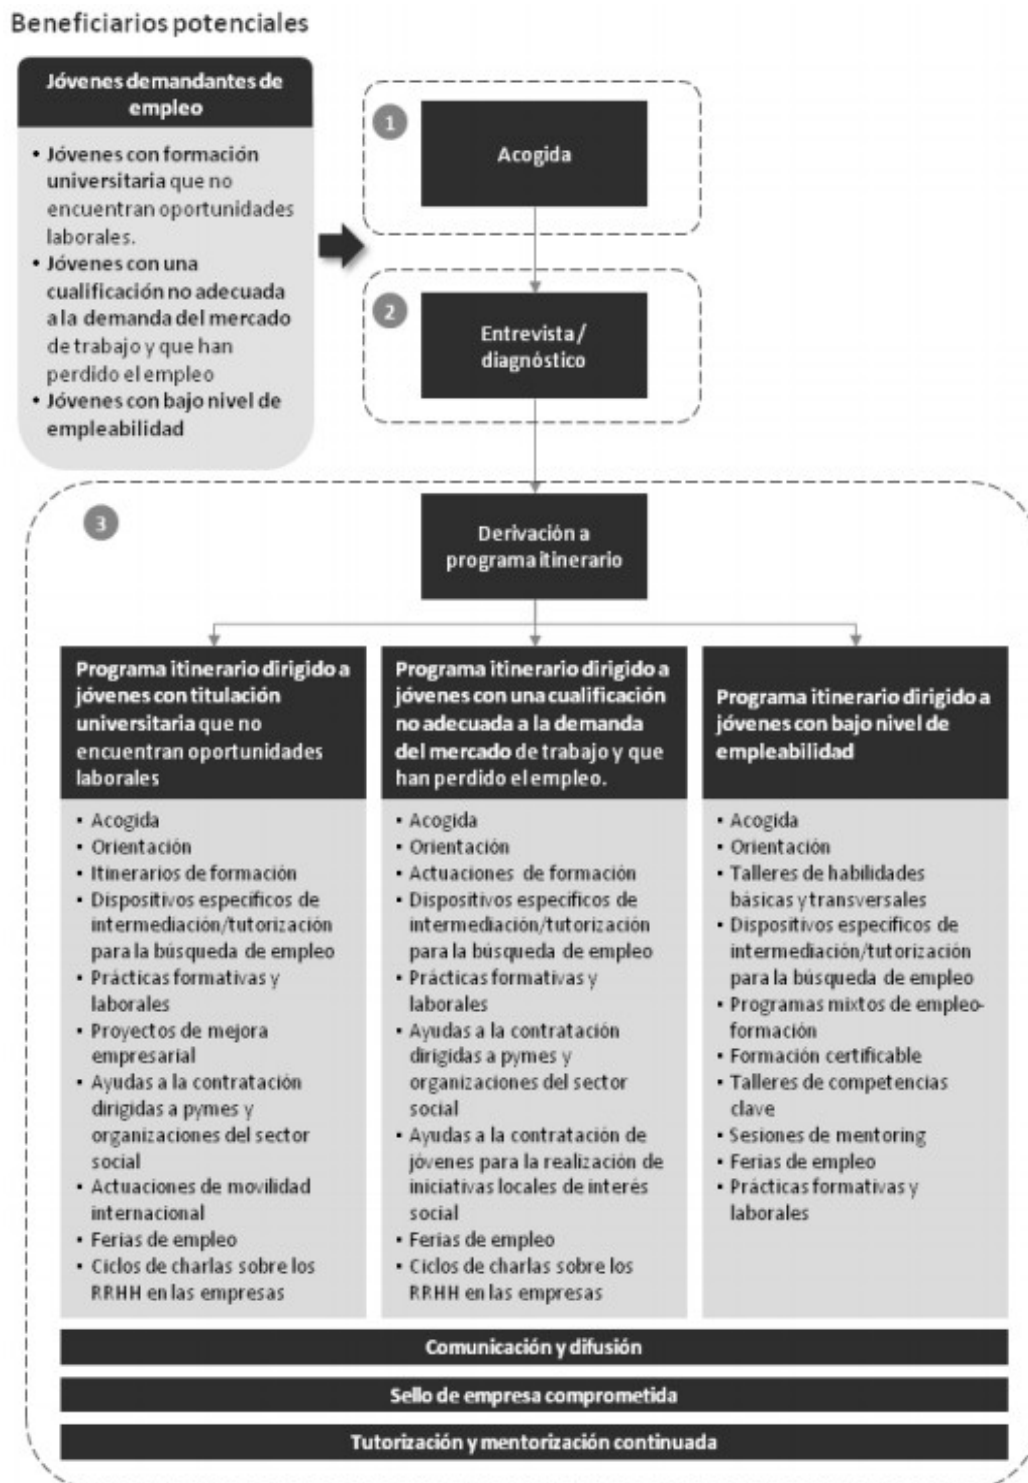 Beneficiarios potenciales
Jóvenes demandantes de
empleo
• Jóvenes con formación
universitaria que no
encuentran oportunidades
laborales.
• Jóvenes con una
cualificación no adecuada
a la demanda del mercado
de trabajo y que han
perdido el empleo
• Jóvenes con bajo nivel de
empleabilidad
1
Acogida
2
Entrevista /
diagnóstico
3
Derivación a
programa itinerario
Programa itinerario dirigido a
jóvenes con titulación
universitaria que no
encuentran oportunidades
laborales
▪ Acogida
▪ Orientación
▪ Itinerarios de formación
▪ Dispositivos específicos de
intermediación/tutorización
para la búsqueda de empleo
▪ Prácticas formativas y
laborales
▪ Proyectos de mejora
empresarial
▪ Ayudas a la contratación
dirigidas a pymes y
organizaciones del sector
social
▪ Actuaciones de movilidad
internacional
▪ Ferias de empleo
▪ Ciclos de charlas sobre los
RRHH en las empresas
Programa itinerario dirigido a
jóvenes con una cualificación
no adecuada a la demanda
del mercado de trabajo y que
han perdido el empleo.
▪ Acogida
▪ Orientación
▪ Actuaciones de formación
▪ Dispositivos específicos de
intermediación/tutorización
para la búsqueda de empleo
▪ Prácticas formativas y
laborales
▪ Ayudas a la contratación
dirigidas a pymes y
organizaciones del sector
social
▪ Ayudas a la contratación de
jóvenes para la realización de
iniciativas locales de interés
social
▪ Ferias de empleo
▪ Ciclos de charlas sobre los
RRHH en las empresas
Programa itinerario dirigido a
jóvenes con bajo nivel de
empleabilidad
▪ Acogida
▪ Orientación
▪ Talleres de habilidades
básicas y transversales
▪ Dispositivos específicos de
intermediación/tutorización
para la búsqueda de empleo
▪ Programas mixtos de empleo-
formación
▪ Formación certificable
▪ Talleres de competencias
clave
▪ Sesiones de mentoring
▪ Ferias de empleo
▪ Prácticas formativas y
laborales
Comunicación y difusión
Sello de empresa comprometida
Tutorización y mentorización continuada